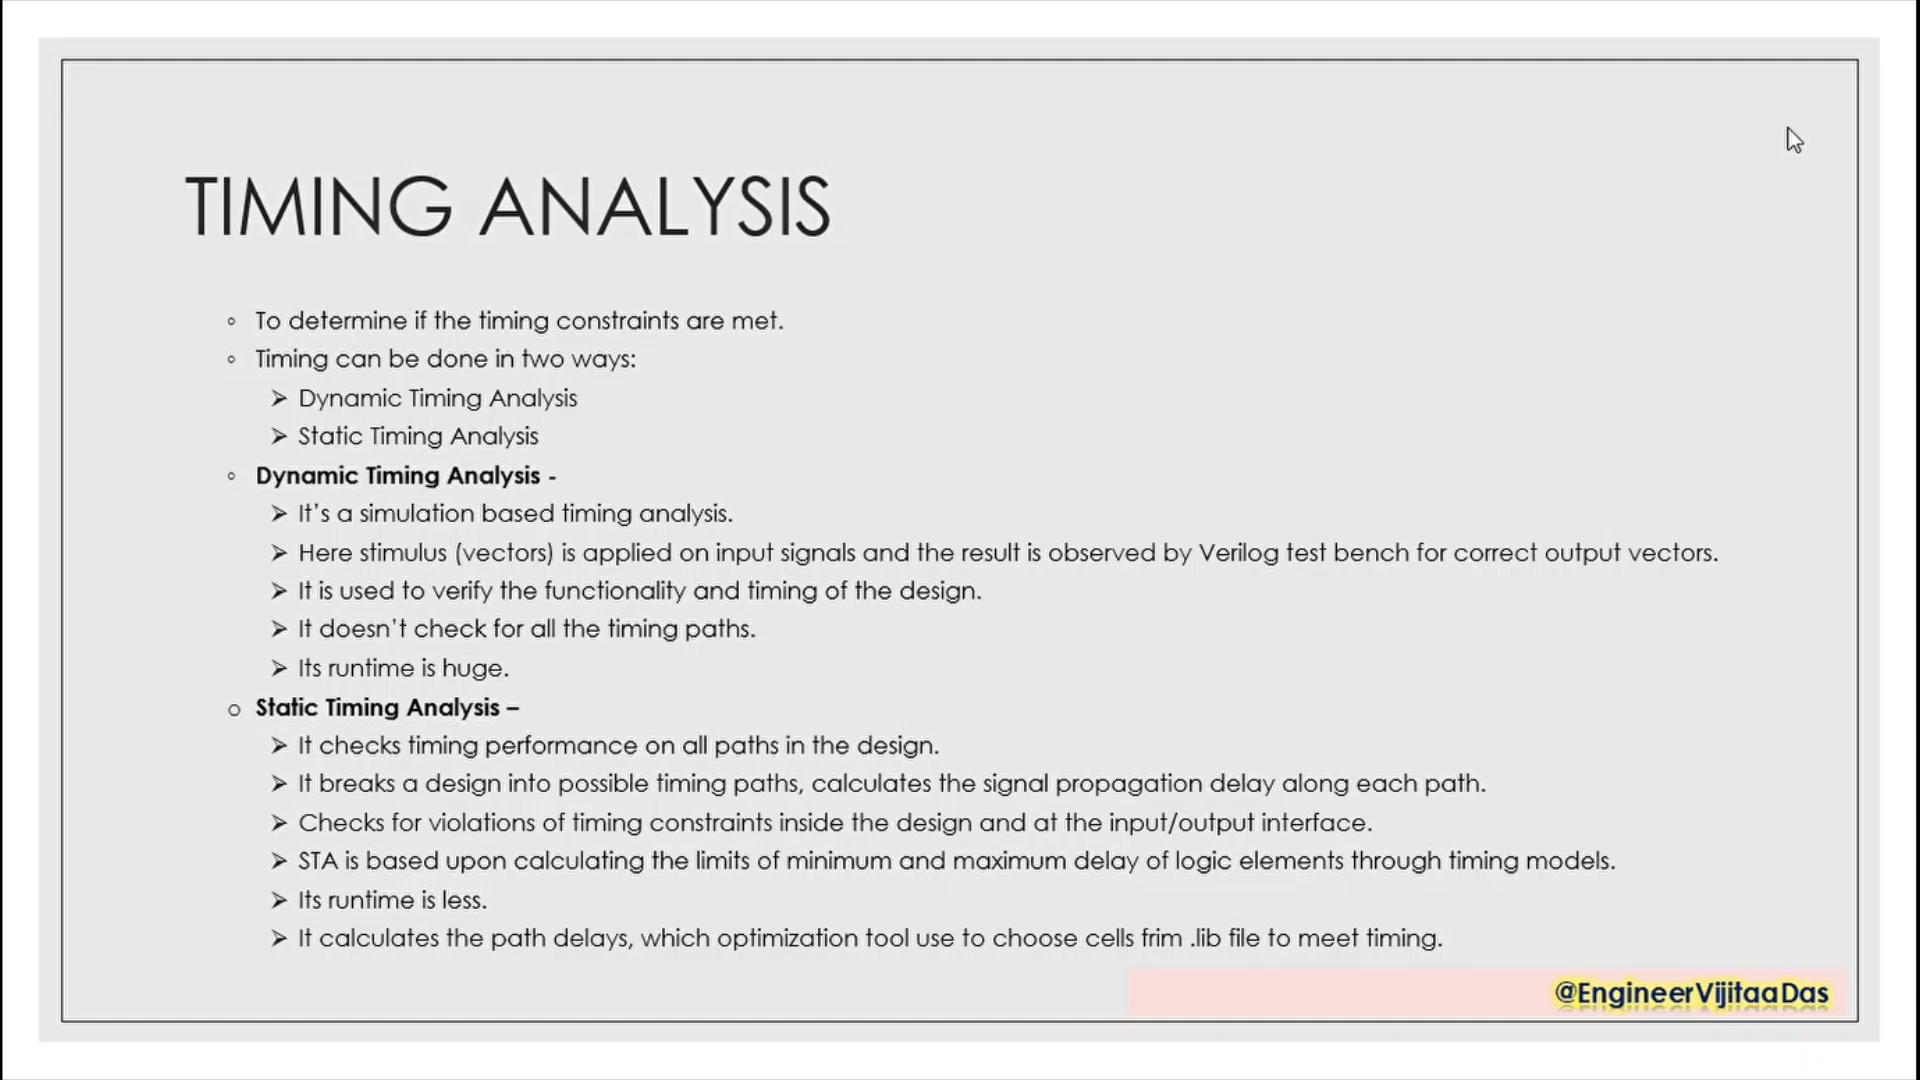 TIMING ANALYSIS
◦ To determine if the timing constraints are met.
◦ Timing can be done in two ways:
➢ Dynamic Timing Analysis
➢ Static Timing Analysis
◦ Dynamic Timing Analysis -
➢ It’s a simulation based timing analysis.
➢ Here stimulus (vectors) is applied on input signals and the result is observed by Verilog test bench for correct output vectors.
➢ It is used to verify the functionality and timing of the design.
➢ It doesn’t check for all the timing paths.
➢ Its runtime is huge.
o Static Timing Analysis –
➢ It checks timing performance on all paths in the design.
➢ It breaks a design into possible timing paths, calculates the signal propagation delay along each path.
➢ Checks for violations of timing constraints inside the design and at the input/output interface.
➢ STA is based upon calculating the limits of minimum and maximum delay of logic elements through timing models.
➢ Its runtime is less.
➢ It calculates the path delays, which optimization tool use to choose cells frim .lib file to meet timing.
@EngineerVijitaaDas